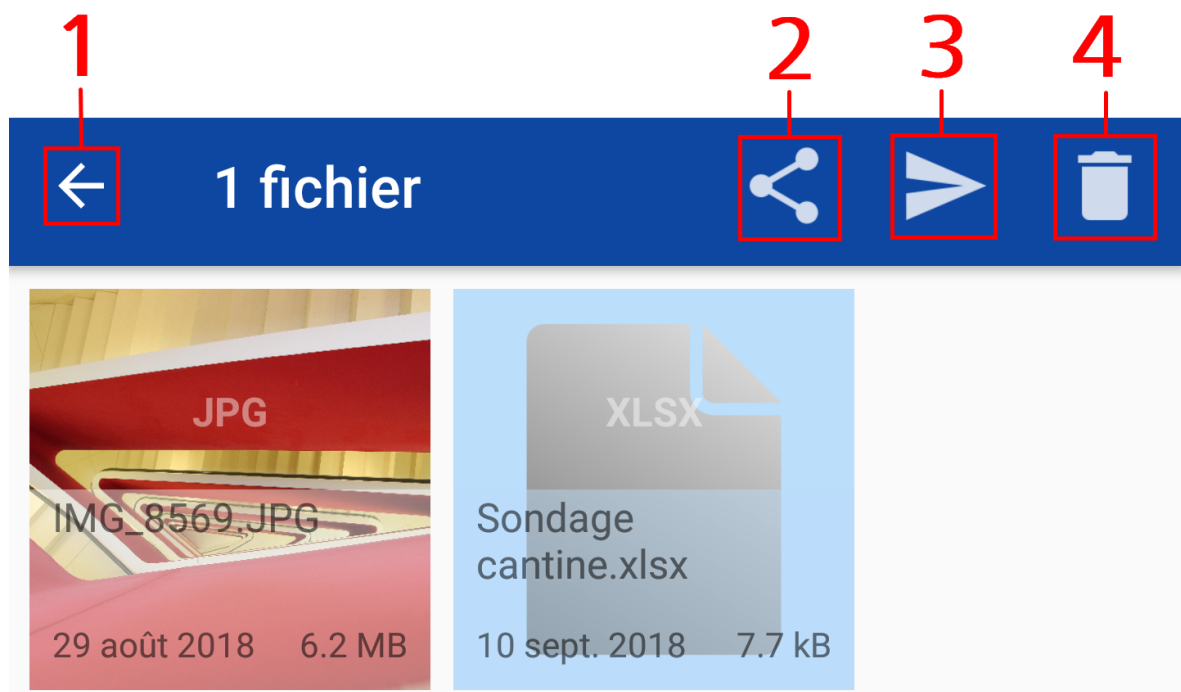 1
2
3
4
1 fichier
JPG
XLSX
IMG_8569.JPG
Sondage
cantine.xlsx
29 août 2018 6.2 MB
10 sept. 2018 7.7 kB